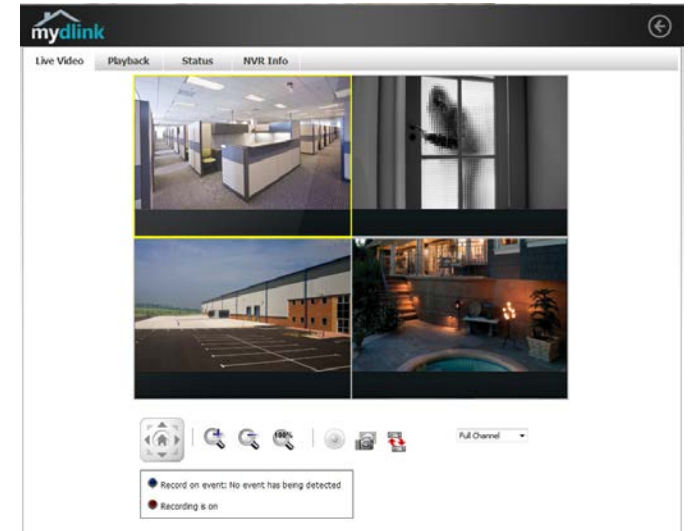 mydlink
Live Video Playback Status NVR Info
100%
Full Channel
Record on event: No event has being detected
Recording is on